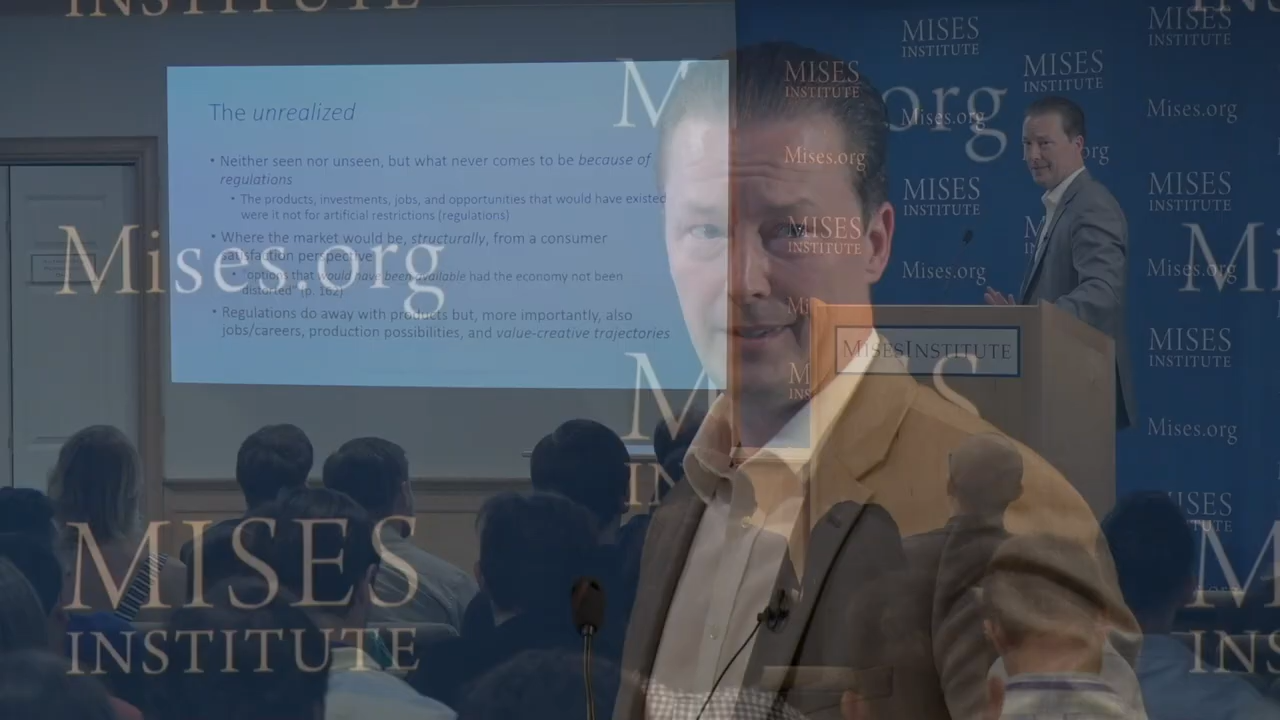 INSTITUTE
The unrealized
• Neither seen nor unseen, but what never comes to be because of
regulations
• The products, investments, jobs, and opportunities that would have existed
were it not for artificial restrictions (regulations)
• Where the market would be, structurally, from a consumer
satisfaction perspective
• "options that could have been available had the economy not been
distorted" (p. 162)
• Regulations do away with products but, more importantly, also
jobs/careers, production possibilities, and value-creative trajectories
Mises.org
MISES
INSTITUTE
MISES
INSTITUTE
MISES
INSTITUTE
MISES
INSTITUTE
MISES
INSTITUTE
org
Mises.org
Mises.org
Mises.org
MISES
INSTITUTE
MISES
INSTITUTE
MISES
INSTITUTE
Mises.org
Mises.org
MISESINSTITUTE
MISES
INSTITUTE
Mises.org